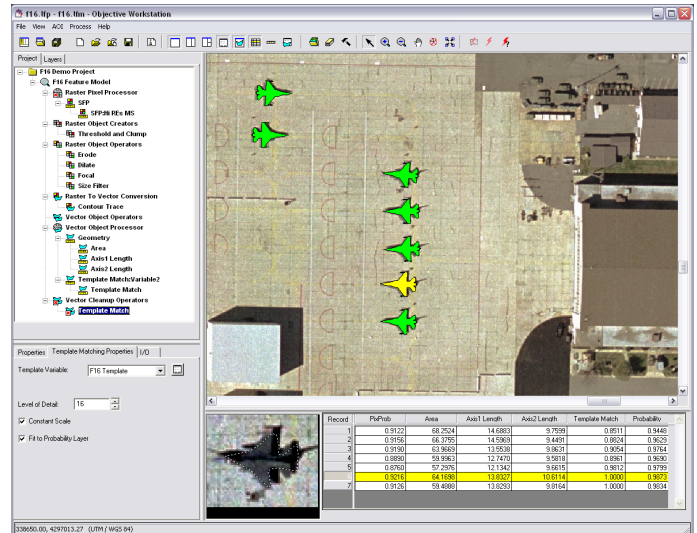 f16.lfp - f16.lfm - Objective Workstation
File View AOI Process Help
Project Layers
F16 Demo Project
F16 Feature Model
Raster Pixel Processor
SFP
SFP:Hi REs MS
Raster Object Creators
Threshold and Clump
Raster Object Operators
Erode
Dilate
Focal
Size Filter
Raster To Vector Conversion
Contour Trace
Vector Object Operators
Vector Object Processor
Geometry
Area
Axis1 Length
Axis2 Length
Template Match:Variable2
Template Match
Vector Cleanup Operators
Template Match
Properties Template Matching Properties I/O
Template Variable: F16 Template
Level of Detail: 16
Constant Scale
Fit to Probability Layer
Record PixProb Area Axis1 Length Axis2 Length Template Match Probability
1 0.9122 68.2524 14.6883 9.7599 0.8511 0.9448
2 0.9156 66.3755 14.5969 9.4491 0.8824 0.9629
3 0.9190 63.9669 13.5538 9.8631 0.9054 0.9764
4 0.8890 59.9963 12.7470 9.5818 0.8961 0.9690
5 0.8760 57.2976 12.1342 9.6615 0.9812 0.9799
0.9216 64.1698 13.8327 10.6114 1.0000 0.9873
7 0.9126 59.4888 13.8293 9.8164 1.0000 0.9834
338650.00, 4297013.27 (UTM / WGS 84)